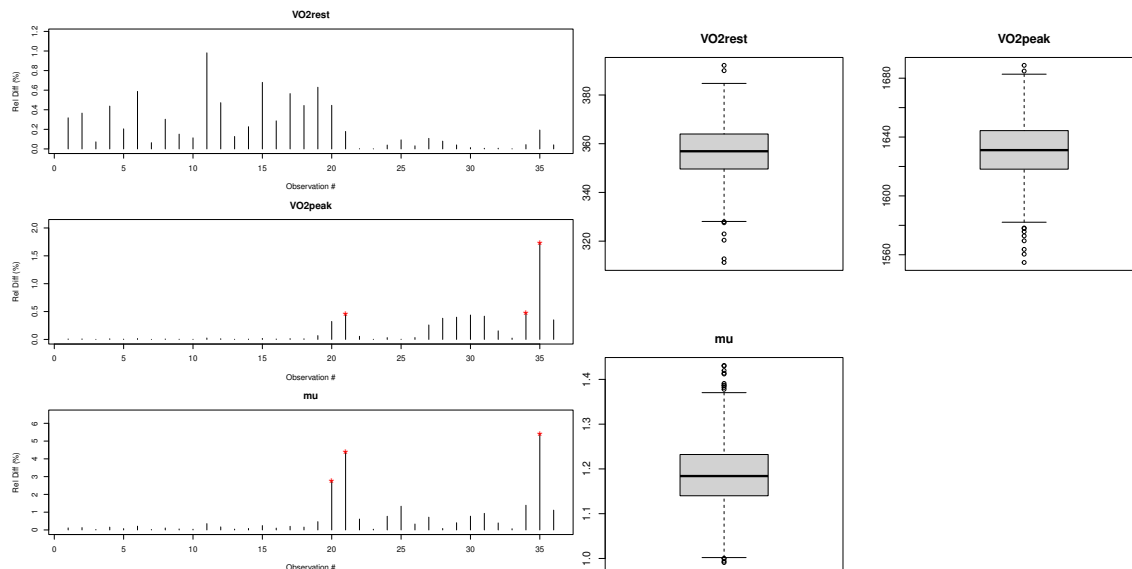 VO2rest
Rel Diff (%)
0.0 0.2 0.4 0.6 0.8 1.0 1.2
0 5 10 15 20 25 30 35
Observation #
VO2peak
Rel Diff (%)
0.0 0.5 1.0 1.5 2.0
0 5 10 15 20 25 30 35
Observation #
mu
Rel Diff (%)
0 1 2 3 4 5 6
0 5 10 15 20 25 30 35
Observation #
VO2rest
320 340 360 380
VO2peak
1560 1600 1640 1680
mu
1.0 1.1 1.2 1.3 1.4